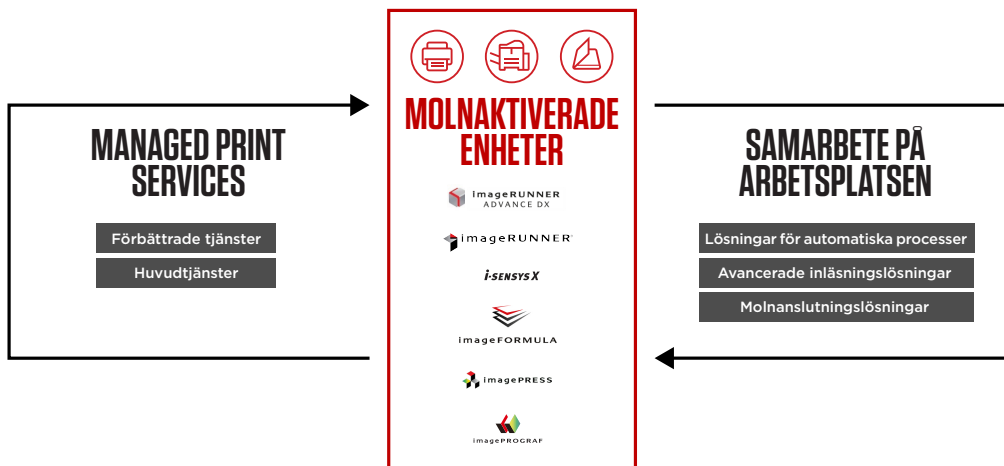 MANAGED PRINT
SERVICES
Förbättrade tjänster
Huvudtjänster
MOLNAKTIVERADE
ENHETER
imageRUNNER
ADVANCE DX
imageRUNNER
i-SENSYS X
imageFORMULA
imagePRESS
imagePROGRAF
SAMARBETE PÅ
ARBETSPLATSEN
Lösningar för automatiska processer
Avancerade inläsningslösningar
Molnanslutningslösningar